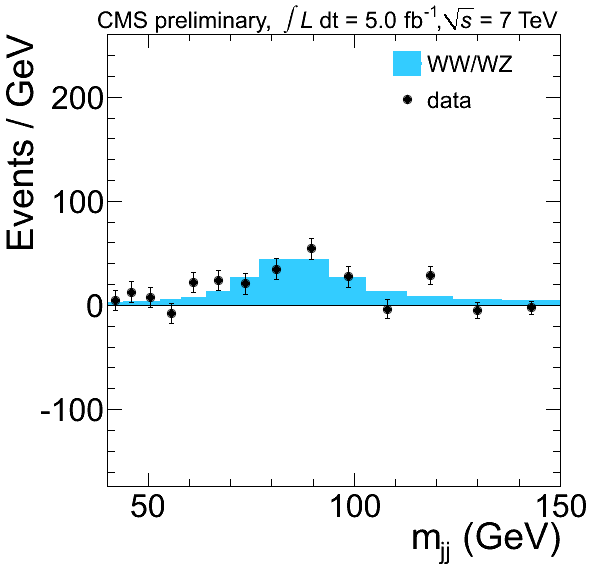 CMS preliminary, ∫ L dt = 5.0 fb⁻¹,√s = 7 TeV
WW/WZ
data
Events / GeV
200
100
0
-100
50
100
150
m_jj (GeV)